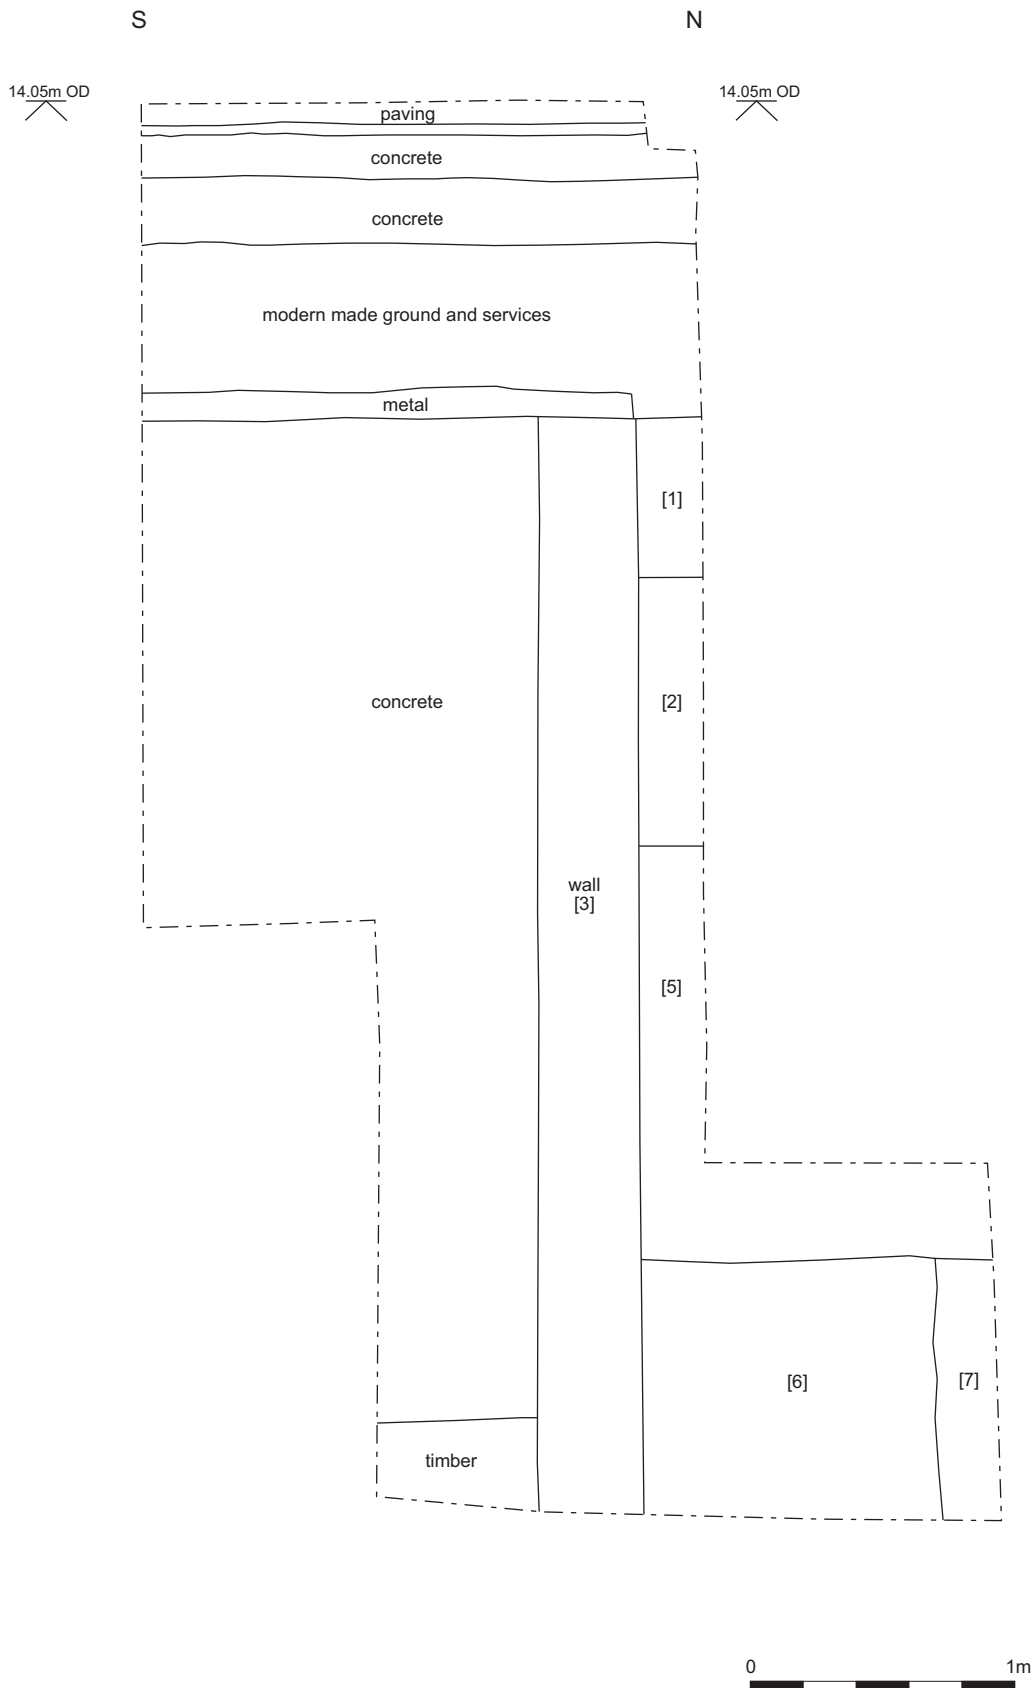 S
N
14.05m OD
14.05m OD
paving
concrete
concrete
modern made ground and services
metal
[1]
concrete
[2]
wall
[3]
[5]
[6]
[7]
timber
0
1m